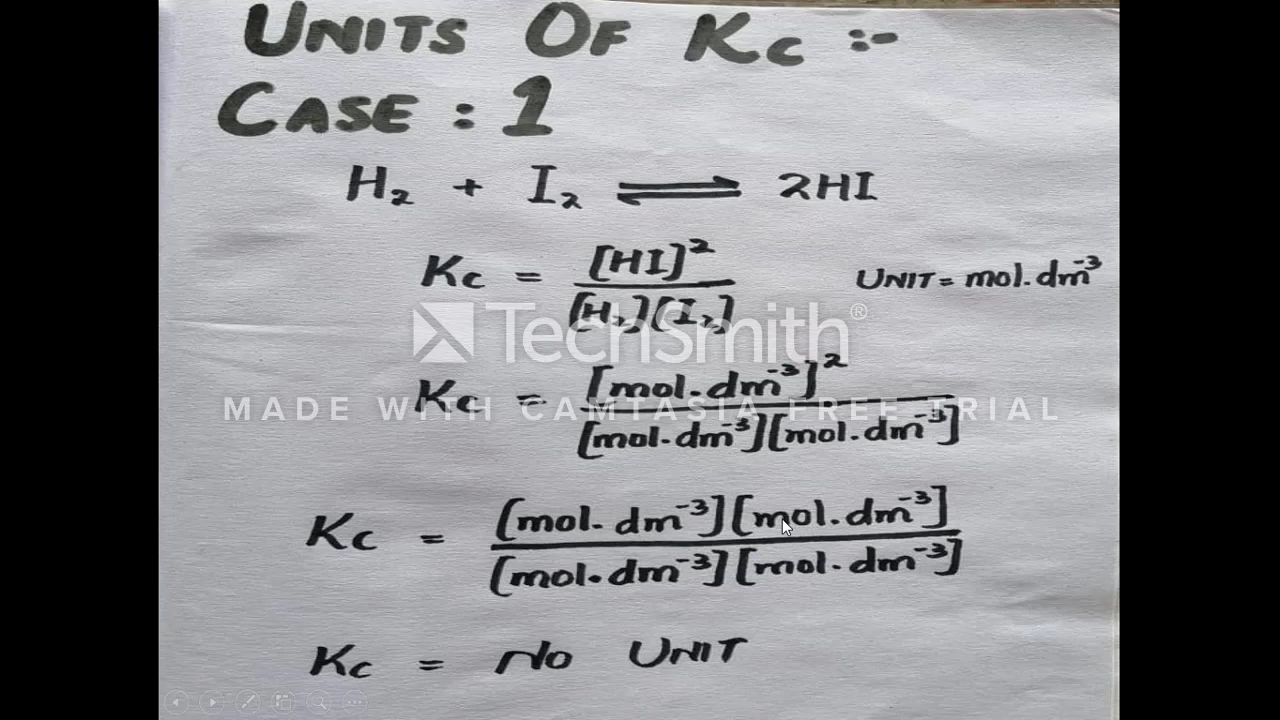 UNITS OF Kc :-
CASE : 1
H₂ + I₂ ⇌ 2HI
Kc = [HI]² / [H₂][I₂] UNIT = mol.dm⁻³
TechSmith®
Kc = [mol.dm⁻³]² / [mol.dm⁻³][mol.dm⁻³]
MADE WITH CAMTASIA FREE TRIAL
Kc = [mol.dm⁻³][mol.dm⁻³] / [mol.dm⁻³][mol.dm⁻³]
Kc = No UNIT